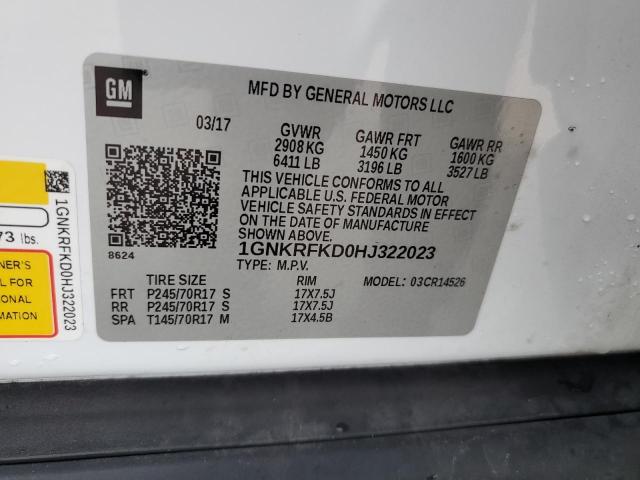 GM
MFD BY GENERAL MOTORS LLC
03/17
GVWR
2908 KG
6411 LB
GAWR FRT
1450 KG
3196 LB
GAWR RR
1600 KG
3527 LB
THIS VEHICLE CONFORMS TO ALL
APPLICABLE U.S. FEDERAL MOTOR
VEHICLE SAFETY STANDARDS IN EFFECT
ON THE DATE OF MANUFACTURE
SHOWN ABOVE.
1GNKRFKD0HJ322023
TYPE: M.P.V.
8624
TIRE SIZE RIM MODEL: 03CR14526
FRT P245/70R17 S 17X7.5J
RR P245/70R17 S 17X7.5J
SPA T145/70R17 M 17X4.5B
1GNKRFKD0HJ322023
73 lbs.
NER'S
L FOR
IONAL
ION